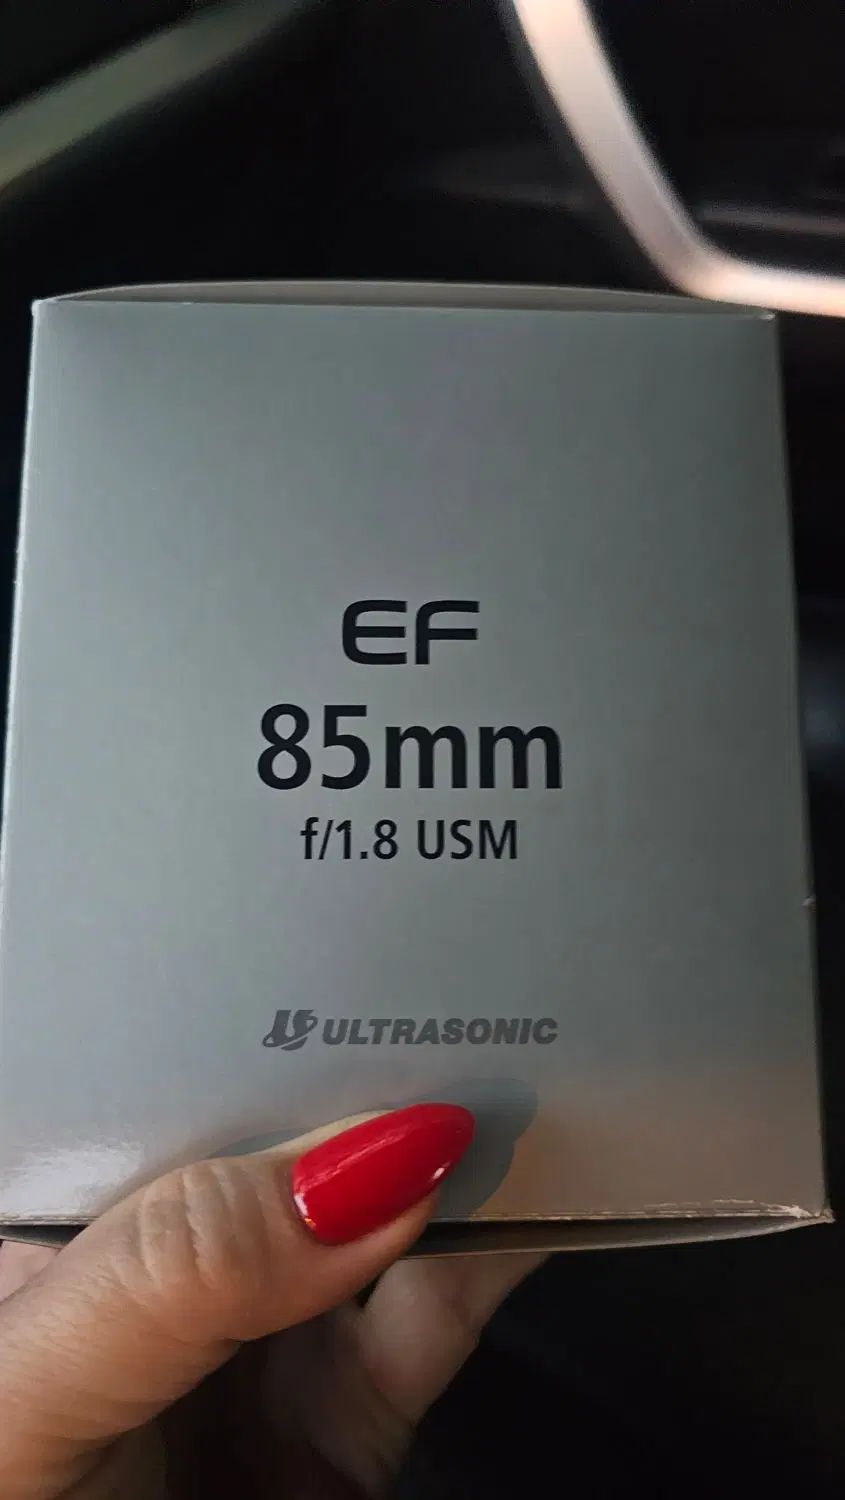 EF
85mm
f/1.8 USM
ULTRASONIC